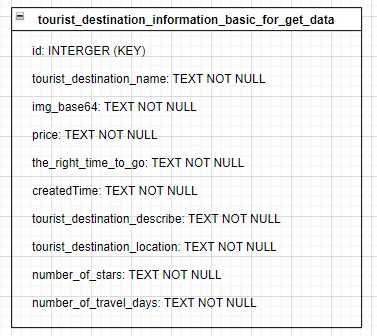 tourist_destination_information_basic_for_get_data
id: INTERGER (KEY)
tourist_destination_name: TEXT NOT NULL
img_base64: TEXT NOT NULL
price: TEXT NOT NULL
the_right_time_to_go: TEXT NOT NULL
createdTime: TEXT NOT NULL
tourist_destination_describe: TEXT NOT NULL
tourist_destination_location: TEXT NOT NULL
number_of_stars: TEXT NOT NULL
number_of_travel_days: TEXT NOT NULL